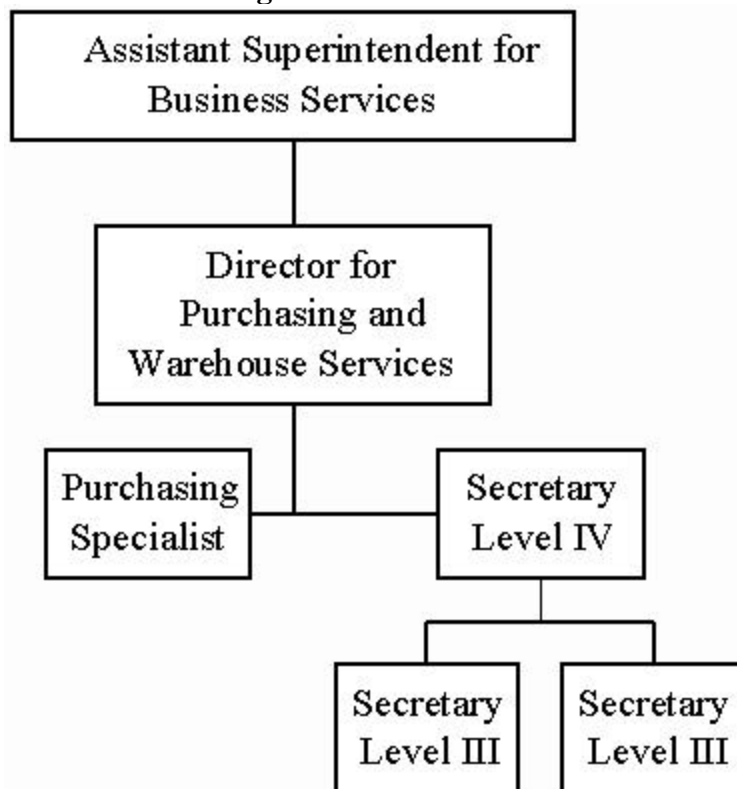 Assistant Superintendent for
Business Services
Director for
Purchasing and
Warehouse Services
Purchasing
Specialist
Secretary
Level IV
Secretary
Level III
Secretary
Level III